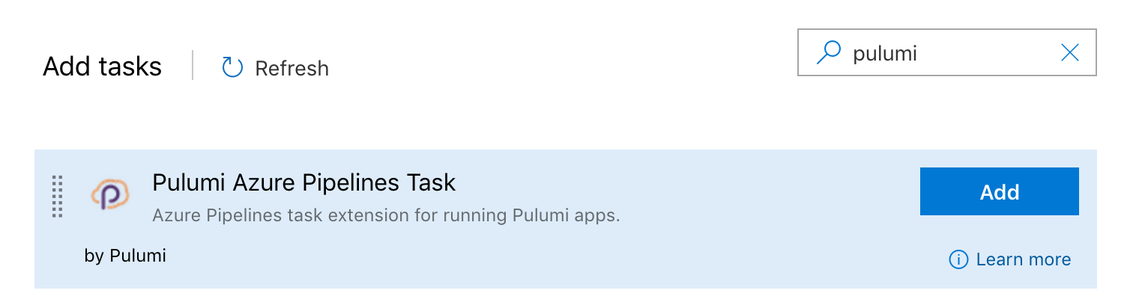 Add tasks
Refresh
pulumi
Pulumi Azure Pipelines Task
Azure Pipelines task extension for running Pulumi apps.
Add
by Pulumi
Learn more